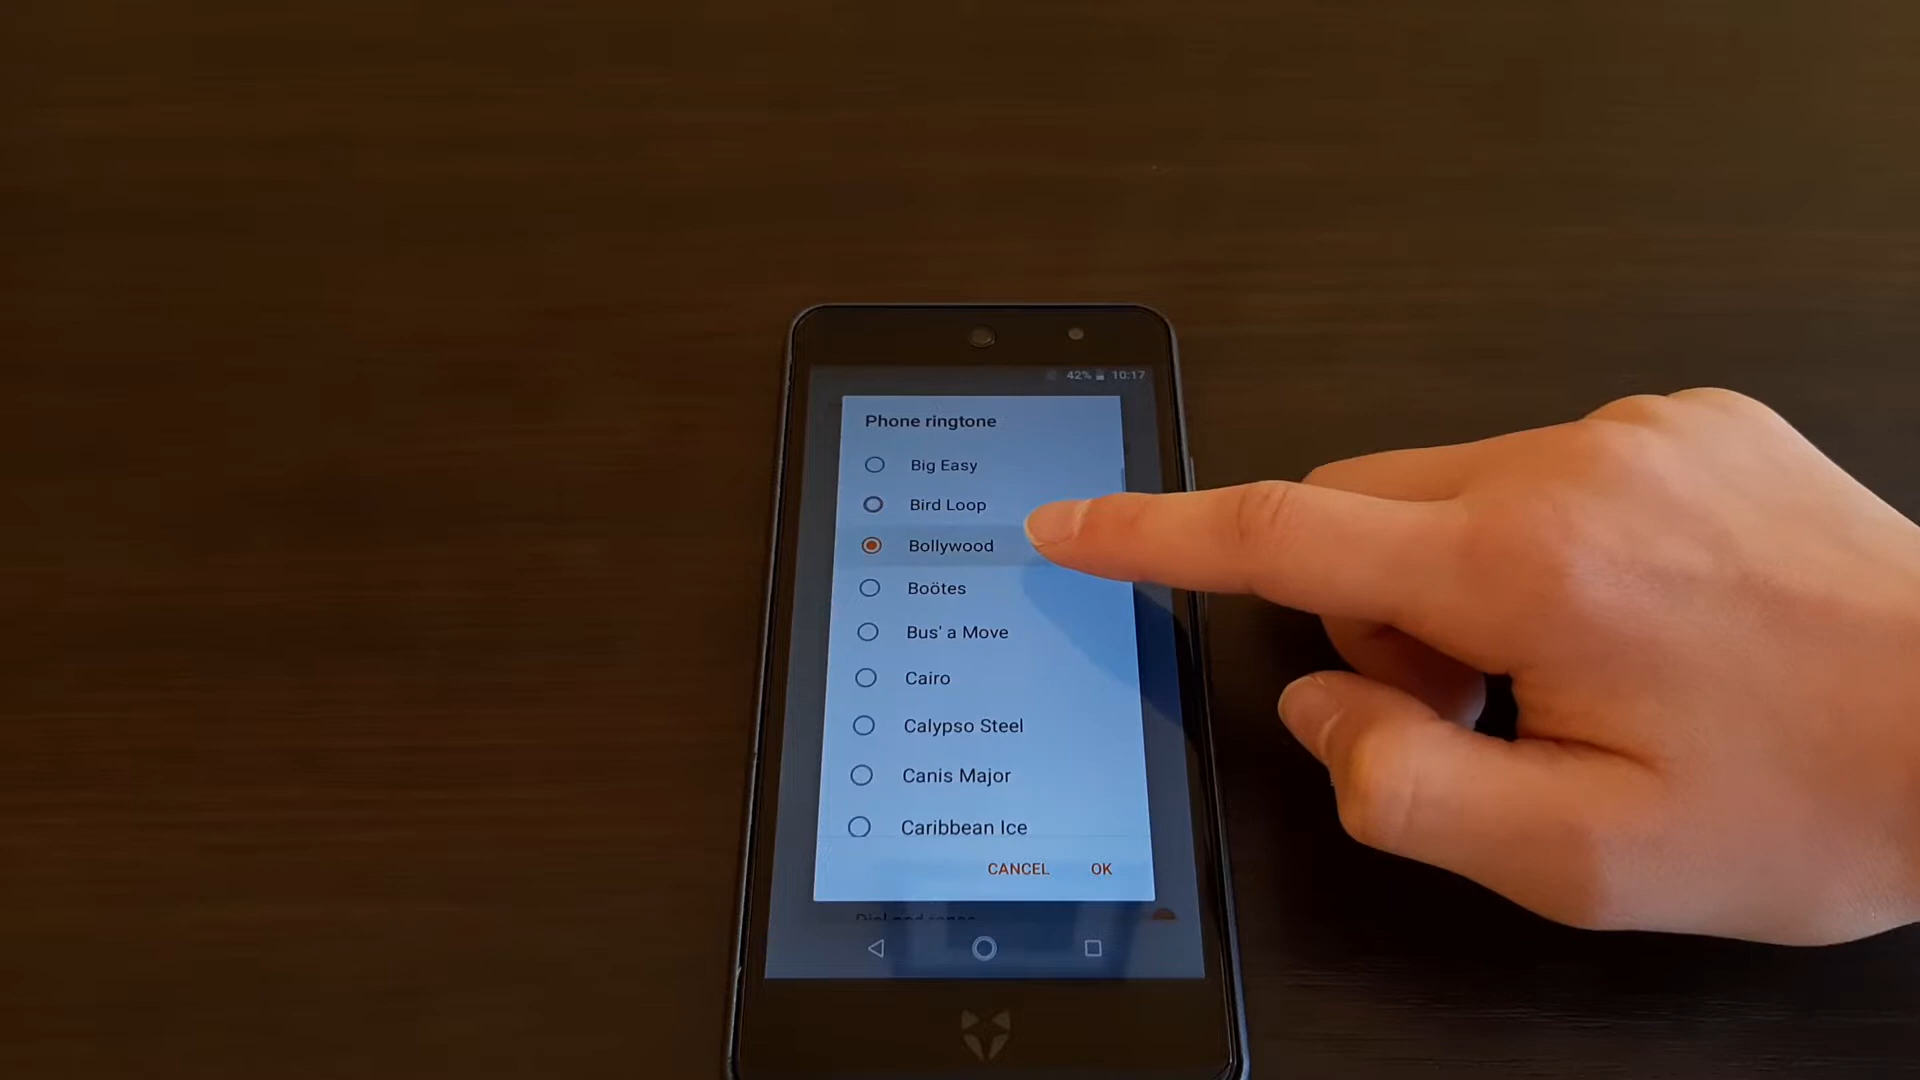 42% 10:17
Phone ringtone
Big Easy
Bird Loop
Bollywood
Boötes
Bus' a Move
Cairo
Calypso Steel
Canis Major
Caribbean Ice
CANCEL OK